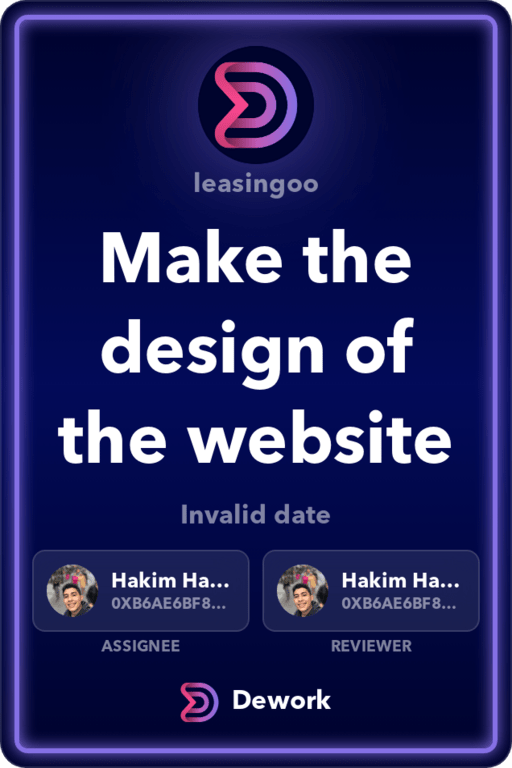 leasingoo
Make the
design of
the website
Invalid date
Hakim Ha...
0XB6AE6BF8...
Hakim Ha...
0XB6AE6BF8...
ASSIGNEE
REVIEWER
Dework